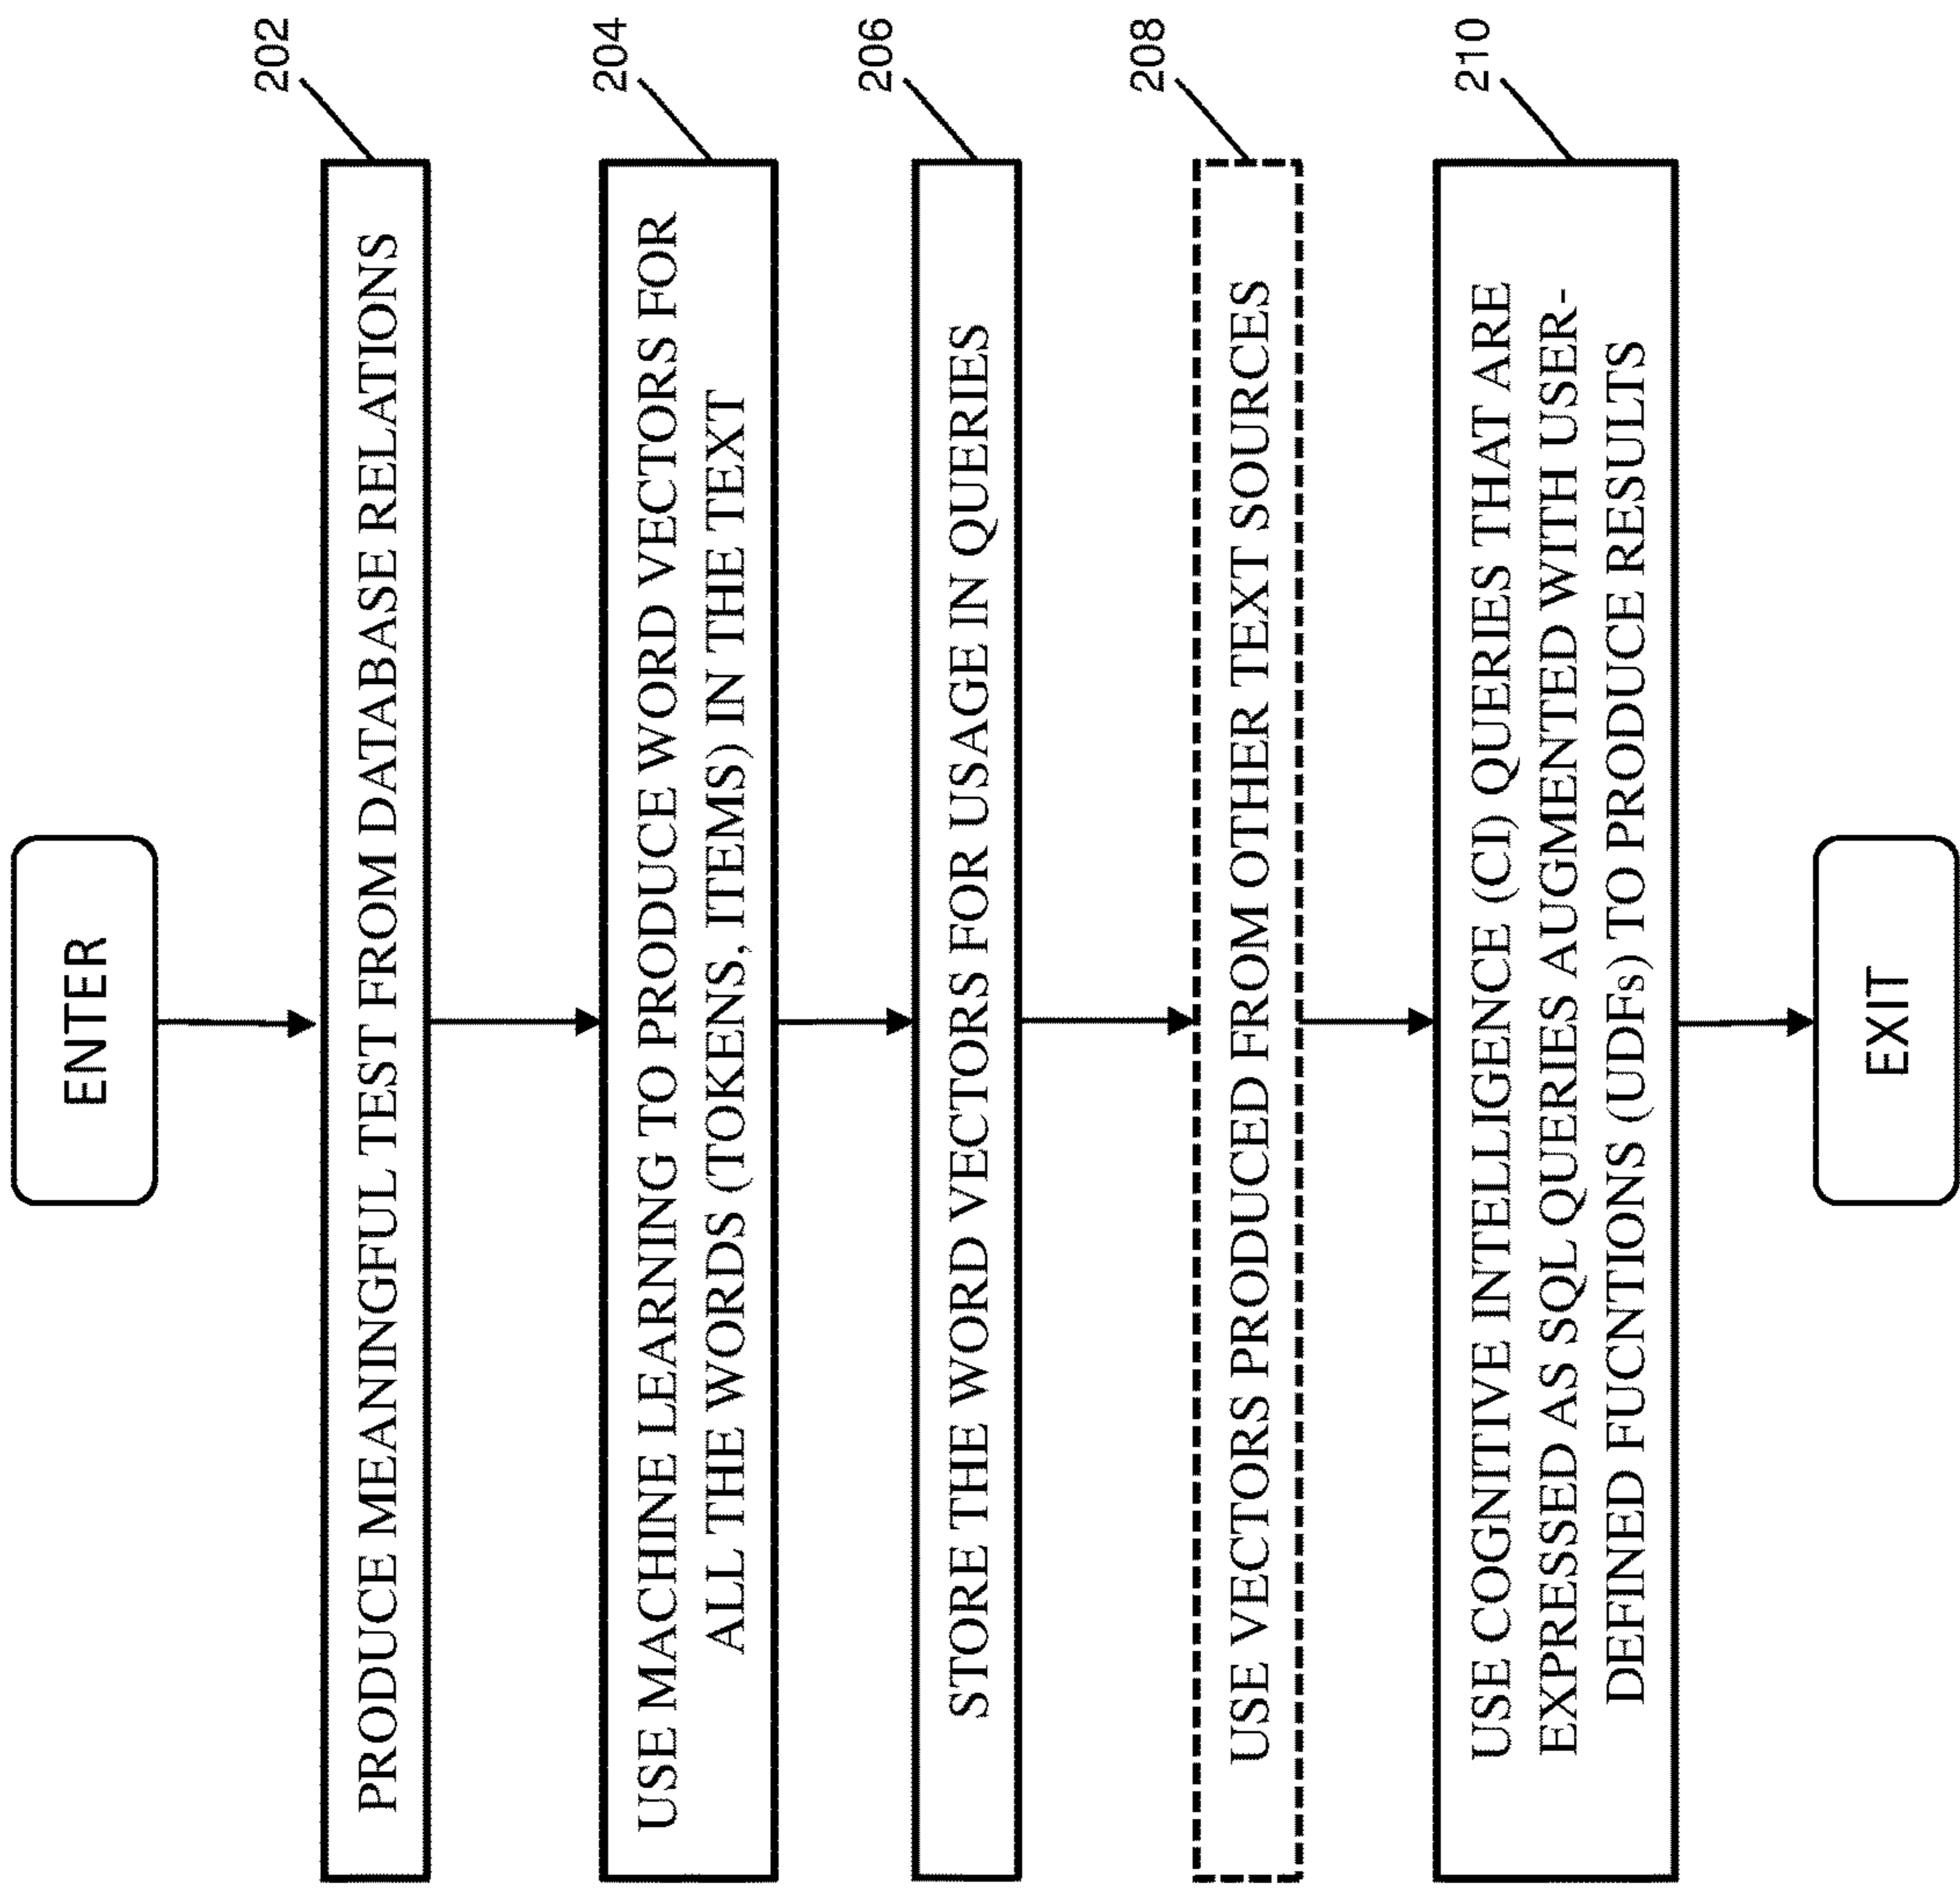 ENTER
202
PRODUCE MEANINGFUL TEST FROM DATABASE RELATIONS
204
USE MACHINE LEARNING TO PRODUCE WORD VECTORS FOR
ALL THE WORDS (TOKENS, ITEMS) IN THE TEXT
206
STORE THE WORD VECTORS FOR USAGE IN QUERIES
208
USE VECTORS PRODUCED FROM OTHER TEXT SOURCES
210
USE COGNITIVE INTELLIGENCE (CI) QUERIES THAT ARE
EXPRESSED AS SQL QUERIES AUGMENTED WITH USER-
DEFINED FUCNTIONS (UDFs) TO PRODUCE RESULTS
EXIT